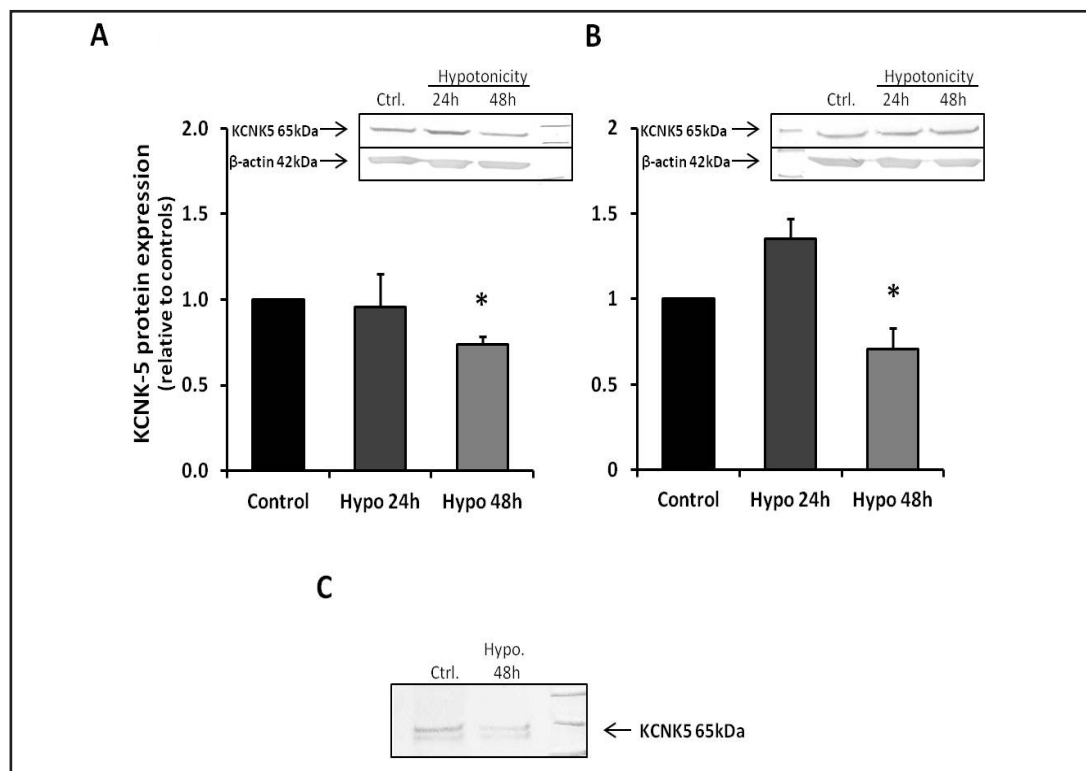 A
Hypotonicity
Ctrl. 24h 48h
KCNK5 65kDa
β-actin 42kDa
KCNK-5 protein expression
(relative to controls)
2.0
1.5
1.0
*
0.5
0.0
Control Hypo 24h Hypo 48h
B
Hypotonicity
Ctrl. 24h 48h
KCNK5 65kDa
β-actin 42kDa
2
1.5
1
*
0.5
0
Control Hypo 24h Hypo 48h
C
Hypo.
Ctrl. 48h
KCNK5 65kDa